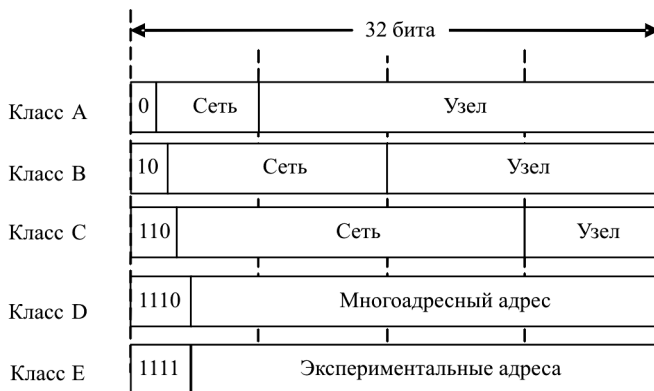 32 бита
Класс A 0 Сеть Узел
Класс B 10 Сеть Узел
Класс C 110 Сеть Узел
Класс D 1110 Многоадресный адрес
Класс E 1111 Экспериментальные адреса